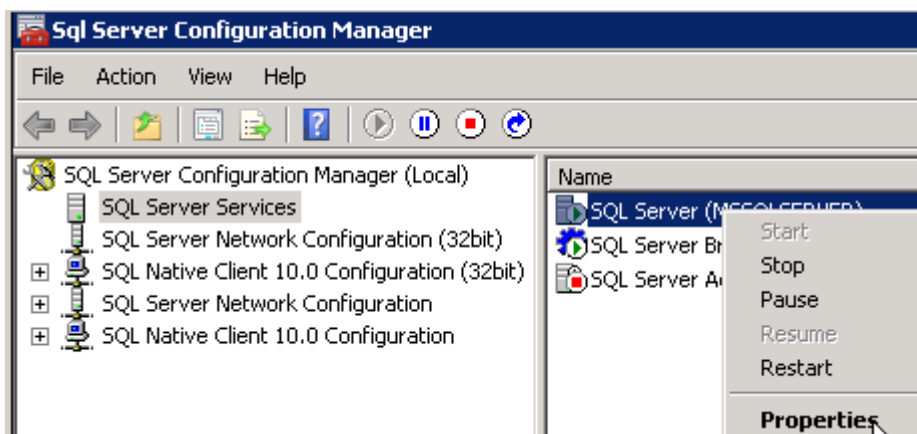 Sql Server Configuration Manager
File Action View Help
SQL Server Configuration Manager (Local)
SQL Server Services
SQL Server Network Configuration (32bit)
SQL Native Client 10.0 Configuration (32bit)
SQL Server Network Configuration
SQL Native Client 10.0 Configuration
Name
SQL Server (MSSQLSERVER)
SQL Server Br
SQL Server A
Start
Stop
Pause
Resume
Restart
Properties